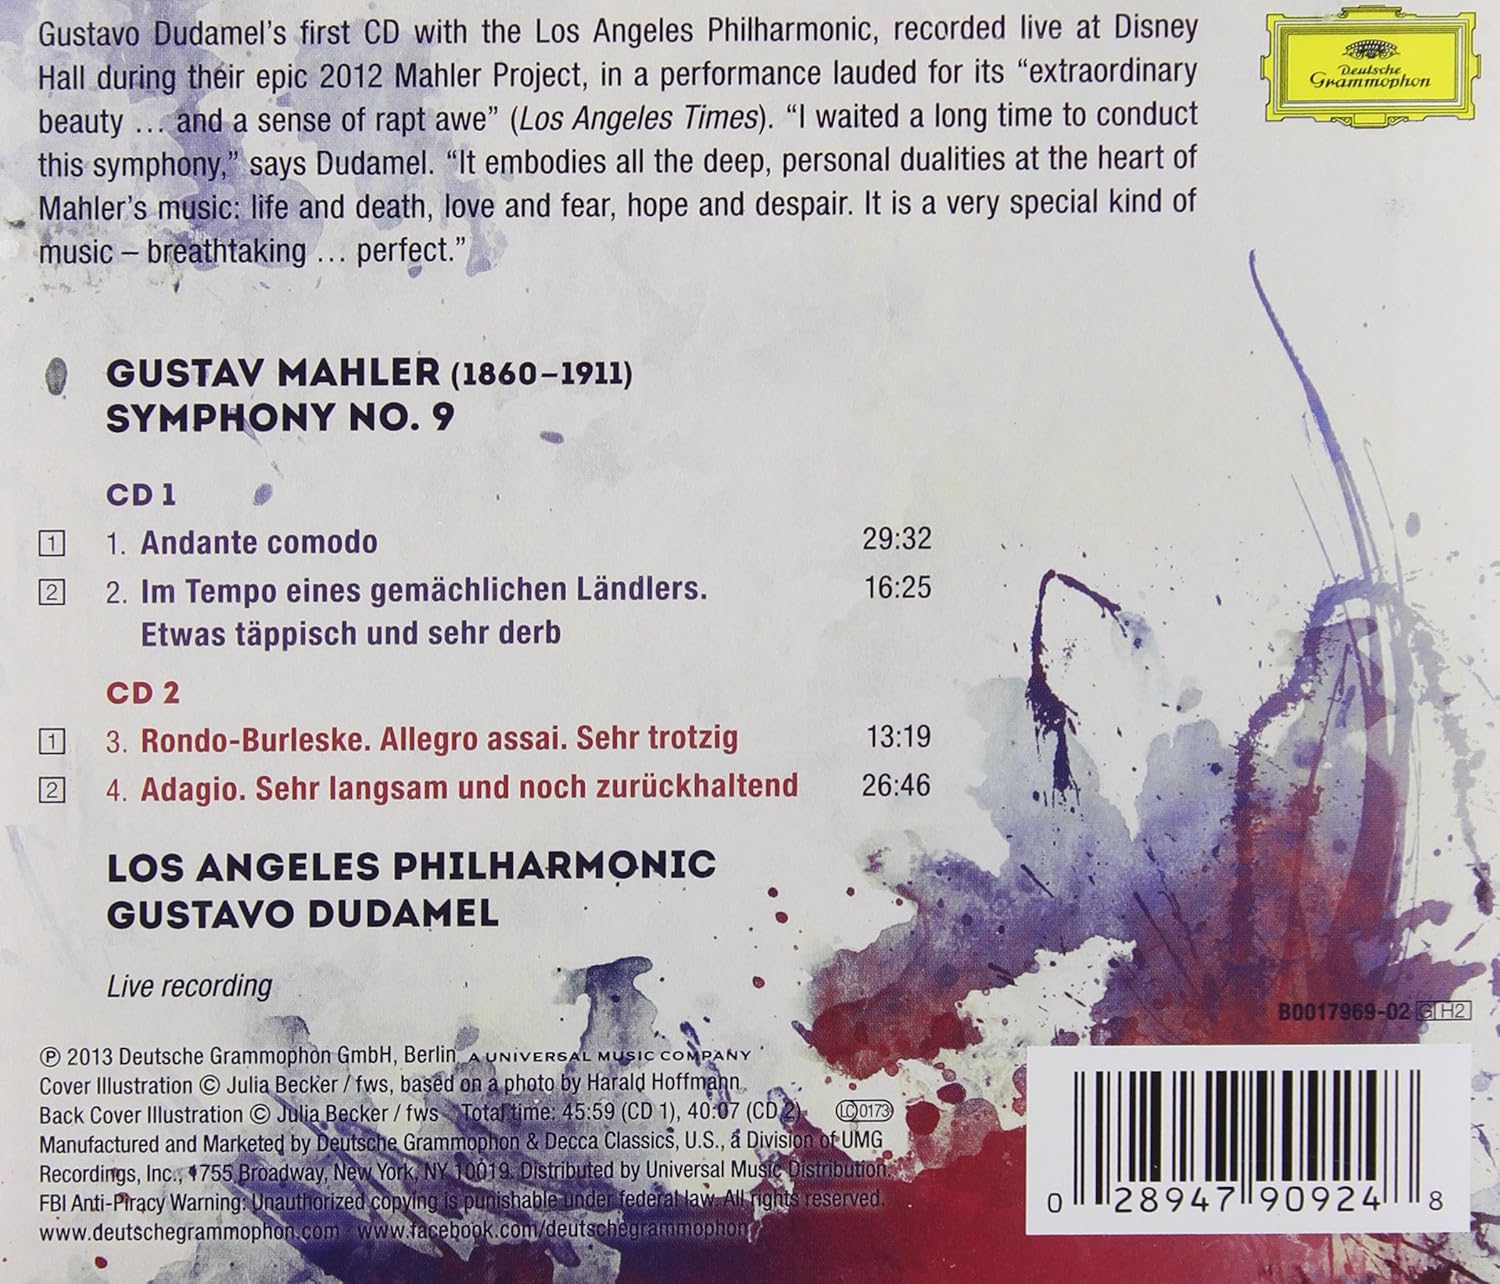 Gustavo Dudamel's first CD with the Los Angeles Philharmonic, recorded live at Disney
Hall during their epic 2012 Mahler Project, in a performance lauded for its “extraordinary
beauty … and a sense of rapt awe” (Los Angeles Times). “I waited a long time to conduct
this symphony,” says Dudamel. “It embodies all the deep, personal dualities at the heart of
Mahler's music: life and death, love and fear, hope and despair. It is a very special kind of
music – breathtaking … perfect.”
Deutsche
Grammophon
GUSTAV MAHLER (1860–1911)
SYMPHONY NO. 9
CD 1
1 1. Andante comodo 29:32
2 2. Im Tempo eines gemächlichen Ländlers. 16:25
Etwas täppisch und sehr derb
CD 2
1 3. Rondo-Burleske. Allegro assai. Sehr trotzig 13:19
2 4. Adagio. Sehr langsam und noch zurückhaltend 26:46
LOS ANGELES PHILHARMONIC
GUSTAVO DUDAMEL
Live recording
B0017969-02 G H2
℗ 2013 Deutsche Grammophon GmbH, Berlin A UNIVERSAL MUSIC COMPANY
Cover Illustration © Julia Becker / fws, based on a photo by Harald Hoffmann
Back Cover Illustration © Julia Becker / fws Total time: 45:59 (CD 1), 40:07 (CD 2) LC 0173
Manufactured and Marketed by Deutsche Grammophon & Decca Classics, U.S., a Division of UMG
Recordings, Inc., 1755 Broadway, New York, NY 10019. Distributed by Universal Music Distribution.
FBI Anti-Piracy Warning: Unauthorized copying is punishable under federal law. All rights reserved.
www.deutschegrammophon.com www.facebook.com/deutschegrammophon
0 28947 90924 8